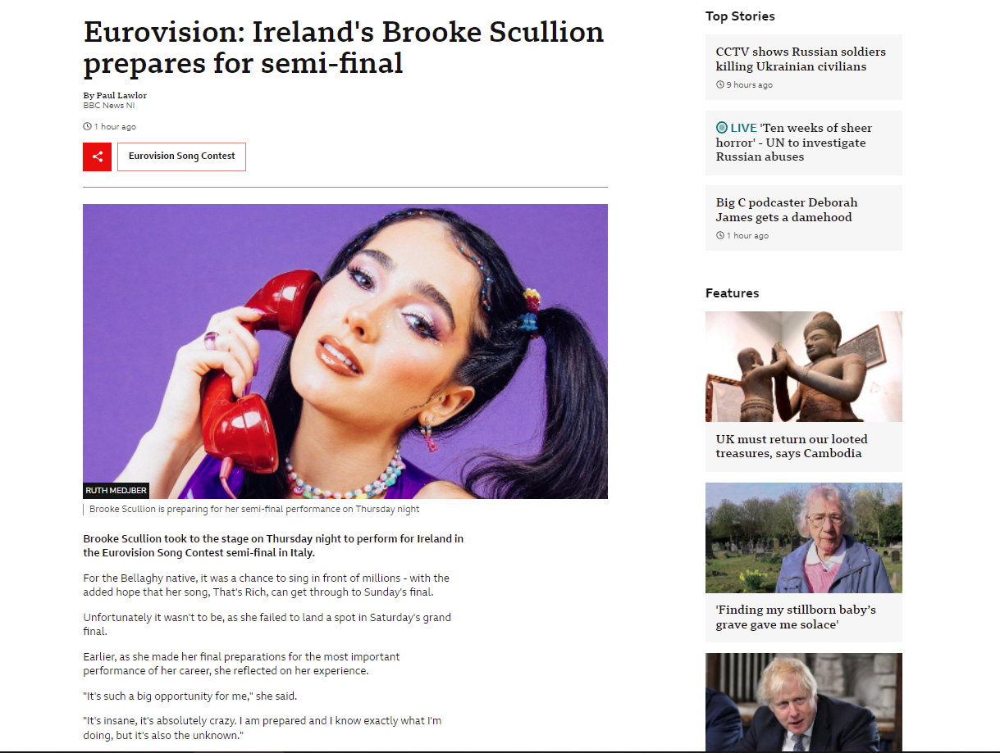 Eurovision: Ireland's Brooke Scullion
prepares for semi-final
By Paul Lawlor
BBC News NI
1 hour ago
Eurovision Song Contest
RUTH MEDJBER
Brooke Scullion is preparing for her semi-final performance on Thursday night
Brooke Scullion took to the stage on Thursday night to perform for Ireland in
the Eurovision Song Contest semi-final in Italy.
For the Bellaghy native, it was a chance to sing in front of millions - with the
added hope that her song, That's Rich, can get through to Sunday's final.
Unfortunately it wasn't to be, as she failed to land a spot in Saturday's grand
final.
Earlier, as she made her final preparations for the most important
performance of her career, she reflected on her experience.
"It's such a big opportunity for me," she said.
"It's insane, it's absolutely crazy. I am prepared and I know exactly what I'm
doing, but it's also the unknown."
Top Stories
CCTV shows Russian soldiers
killing Ukrainian civilians
9 hours ago
LIVE 'Ten weeks of sheer
horror' - UN to investigate
Russian abuses
Big C podcaster Deborah
James gets a damehood
1 hour ago
Features
UK must return our looted
treasures, says Cambodia
'Finding my stillborn baby’s
grave gave me solace'